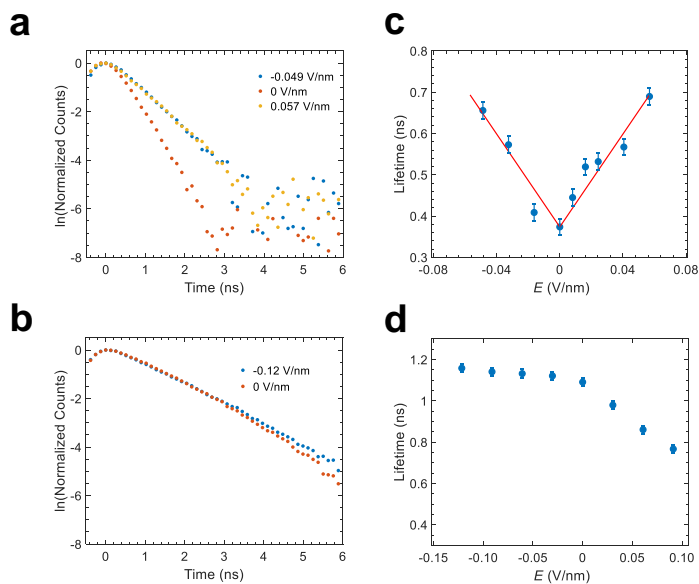 a
ln(Normalized Counts)
0
-2
-4
-6
-8
-0.049 V/nm
0 V/nm
0.057 V/nm
0
1
2
3
4
5
6
Time (ns)
c
Lifetime (ns)
0.8
0.7
0.6
0.5
0.4
0.3
-0.08
-0.04
0
0.04
0.08
E (V/nm)
b
ln(Normalized Counts)
0
-2
-4
-6
-8
-0.12 V/nm
0 V/nm
0
1
2
3
4
5
6
Time (ns)
d
Lifetime (ns)
1.2
1
0.8
0.6
0.4
-0.15
-0.10
-0.05
0
0.05
0.10
E (V/nm)